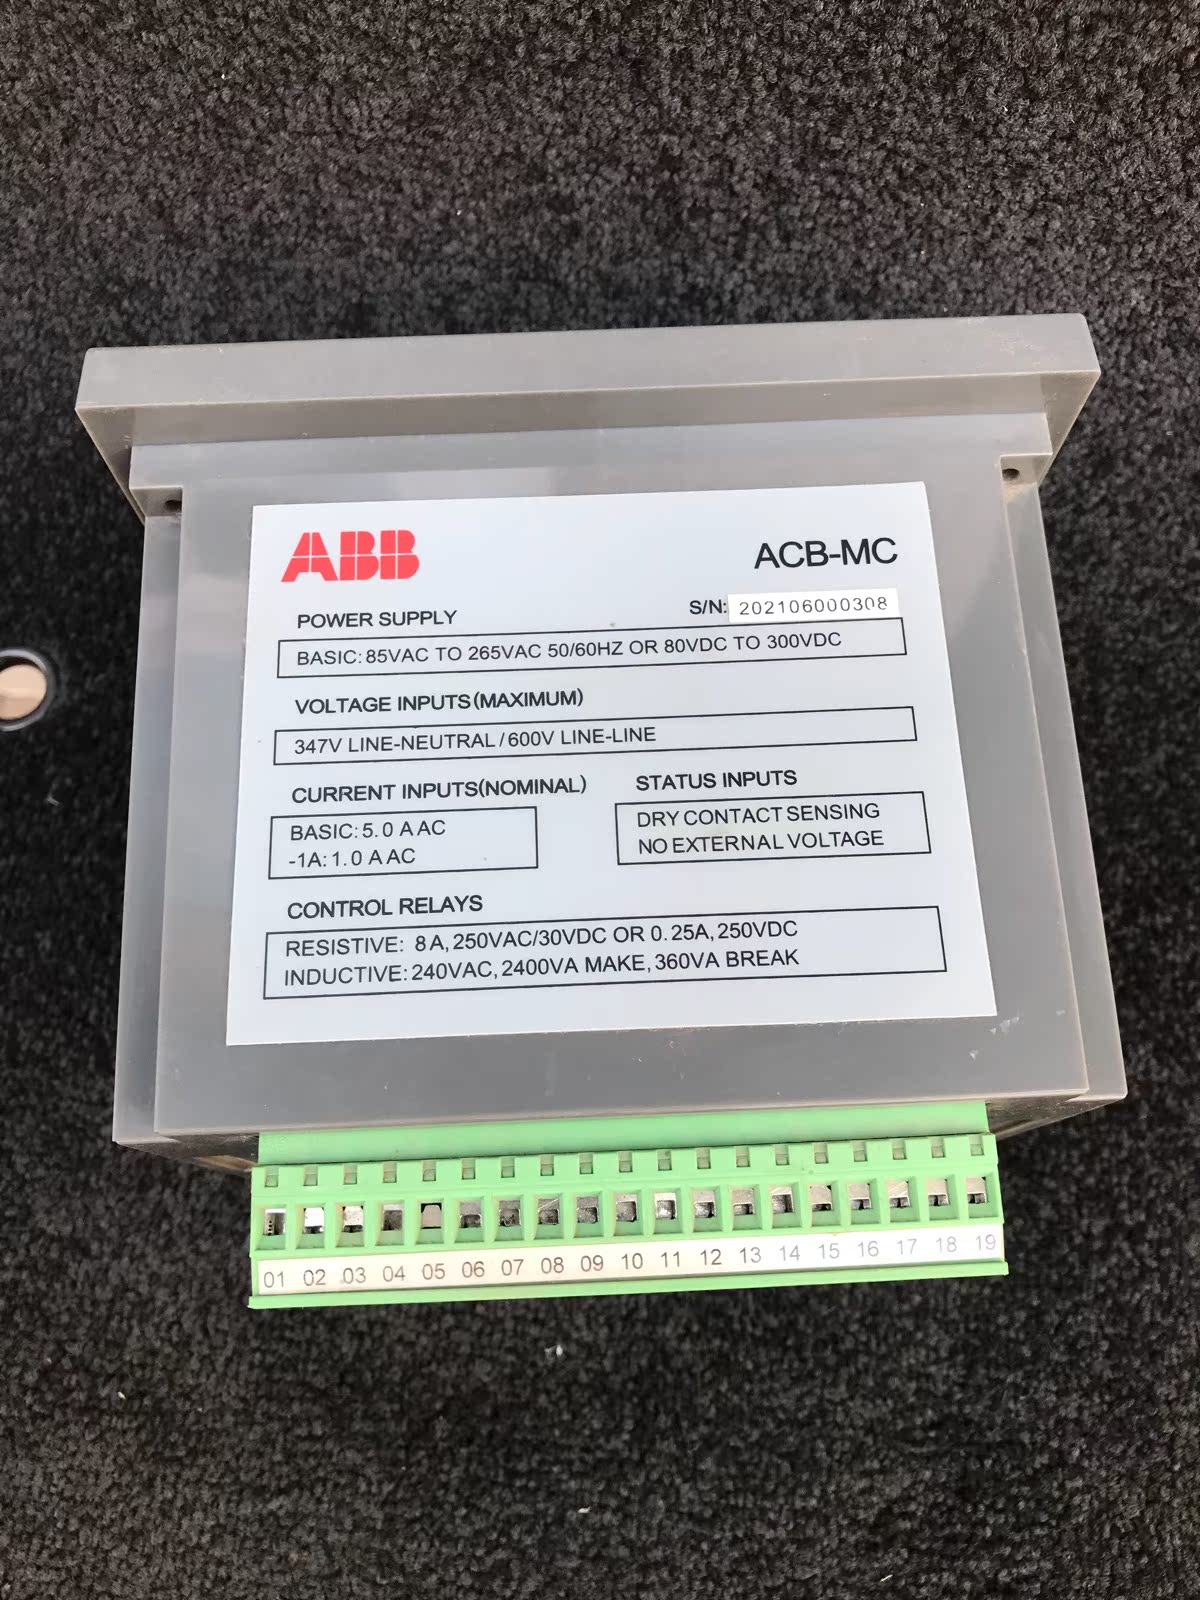 ABB
ACB-MC
POWER SUPPLY
S/N: 202106000308
BASIC: 85VAC TO 265VAC 50/60HZ OR 80VDC TO 300VDC
VOLTAGE INPUTS(MAXIMUM)
347V LINE-NEUTRAL / 600V LINE-LINE
CURRENT INPUTS(NOMINAL)
BASIC: 5.0 A AC
-1A: 1.0 A AC
STATUS INPUTS
DRY CONTACT SENSING
NO EXTERNAL VOLTAGE
CONTROL RELAYS
RESISTIVE: 8A, 250VAC/30VDC OR 0.25A, 250VDC
INDUCTIVE: 240VAC, 2400VA MAKE, 360VA BREAK
01 02 03 04 05 06 07 08 09 10 11 12 13 14 15 16 17 18 19